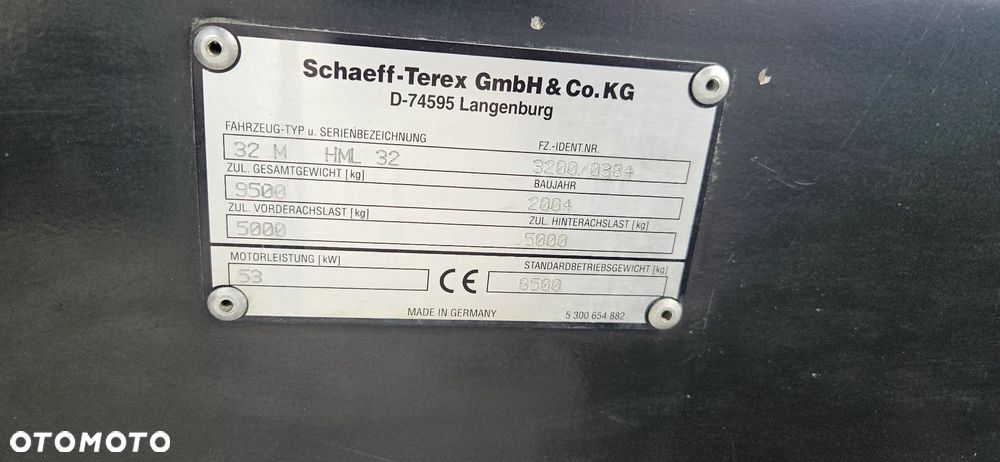 Schaeff-Terex GmbH & Co.KG
D-74595 Langenburg
FAHRZEUG-TYP u. SERIENBEZEICHNUNG FZ.-IDENT.NR.
32 M HML 32 3200/0384
ZUL. GESAMTGEWICHT [kg] BAUJAHR
9500 2004
ZUL. VORDERACHSLAST [kg] ZUL. HINTERACHSLAST [kg]
5000 5000
MOTORLEISTUNG [kW] STANDARDBETRIEBSGEWICHT [kg]
53 CE 8500
MADE IN GERMANY 5 300 654 882
OTOMOTO